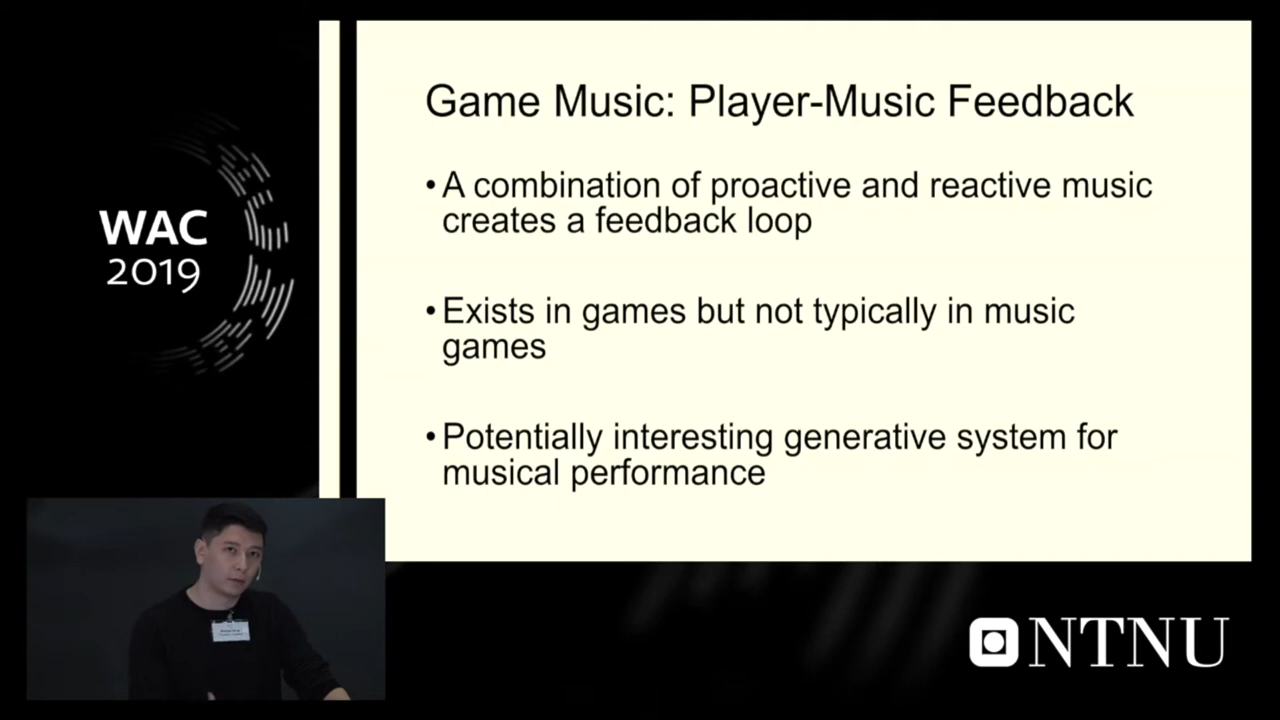 WAC
2019
Game Music: Player-Music Feedback
• A combination of proactive and reactive music
creates a feedback loop
• Exists in games but not typically in music
games
• Potentially interesting generative system for
musical performance
NTNU